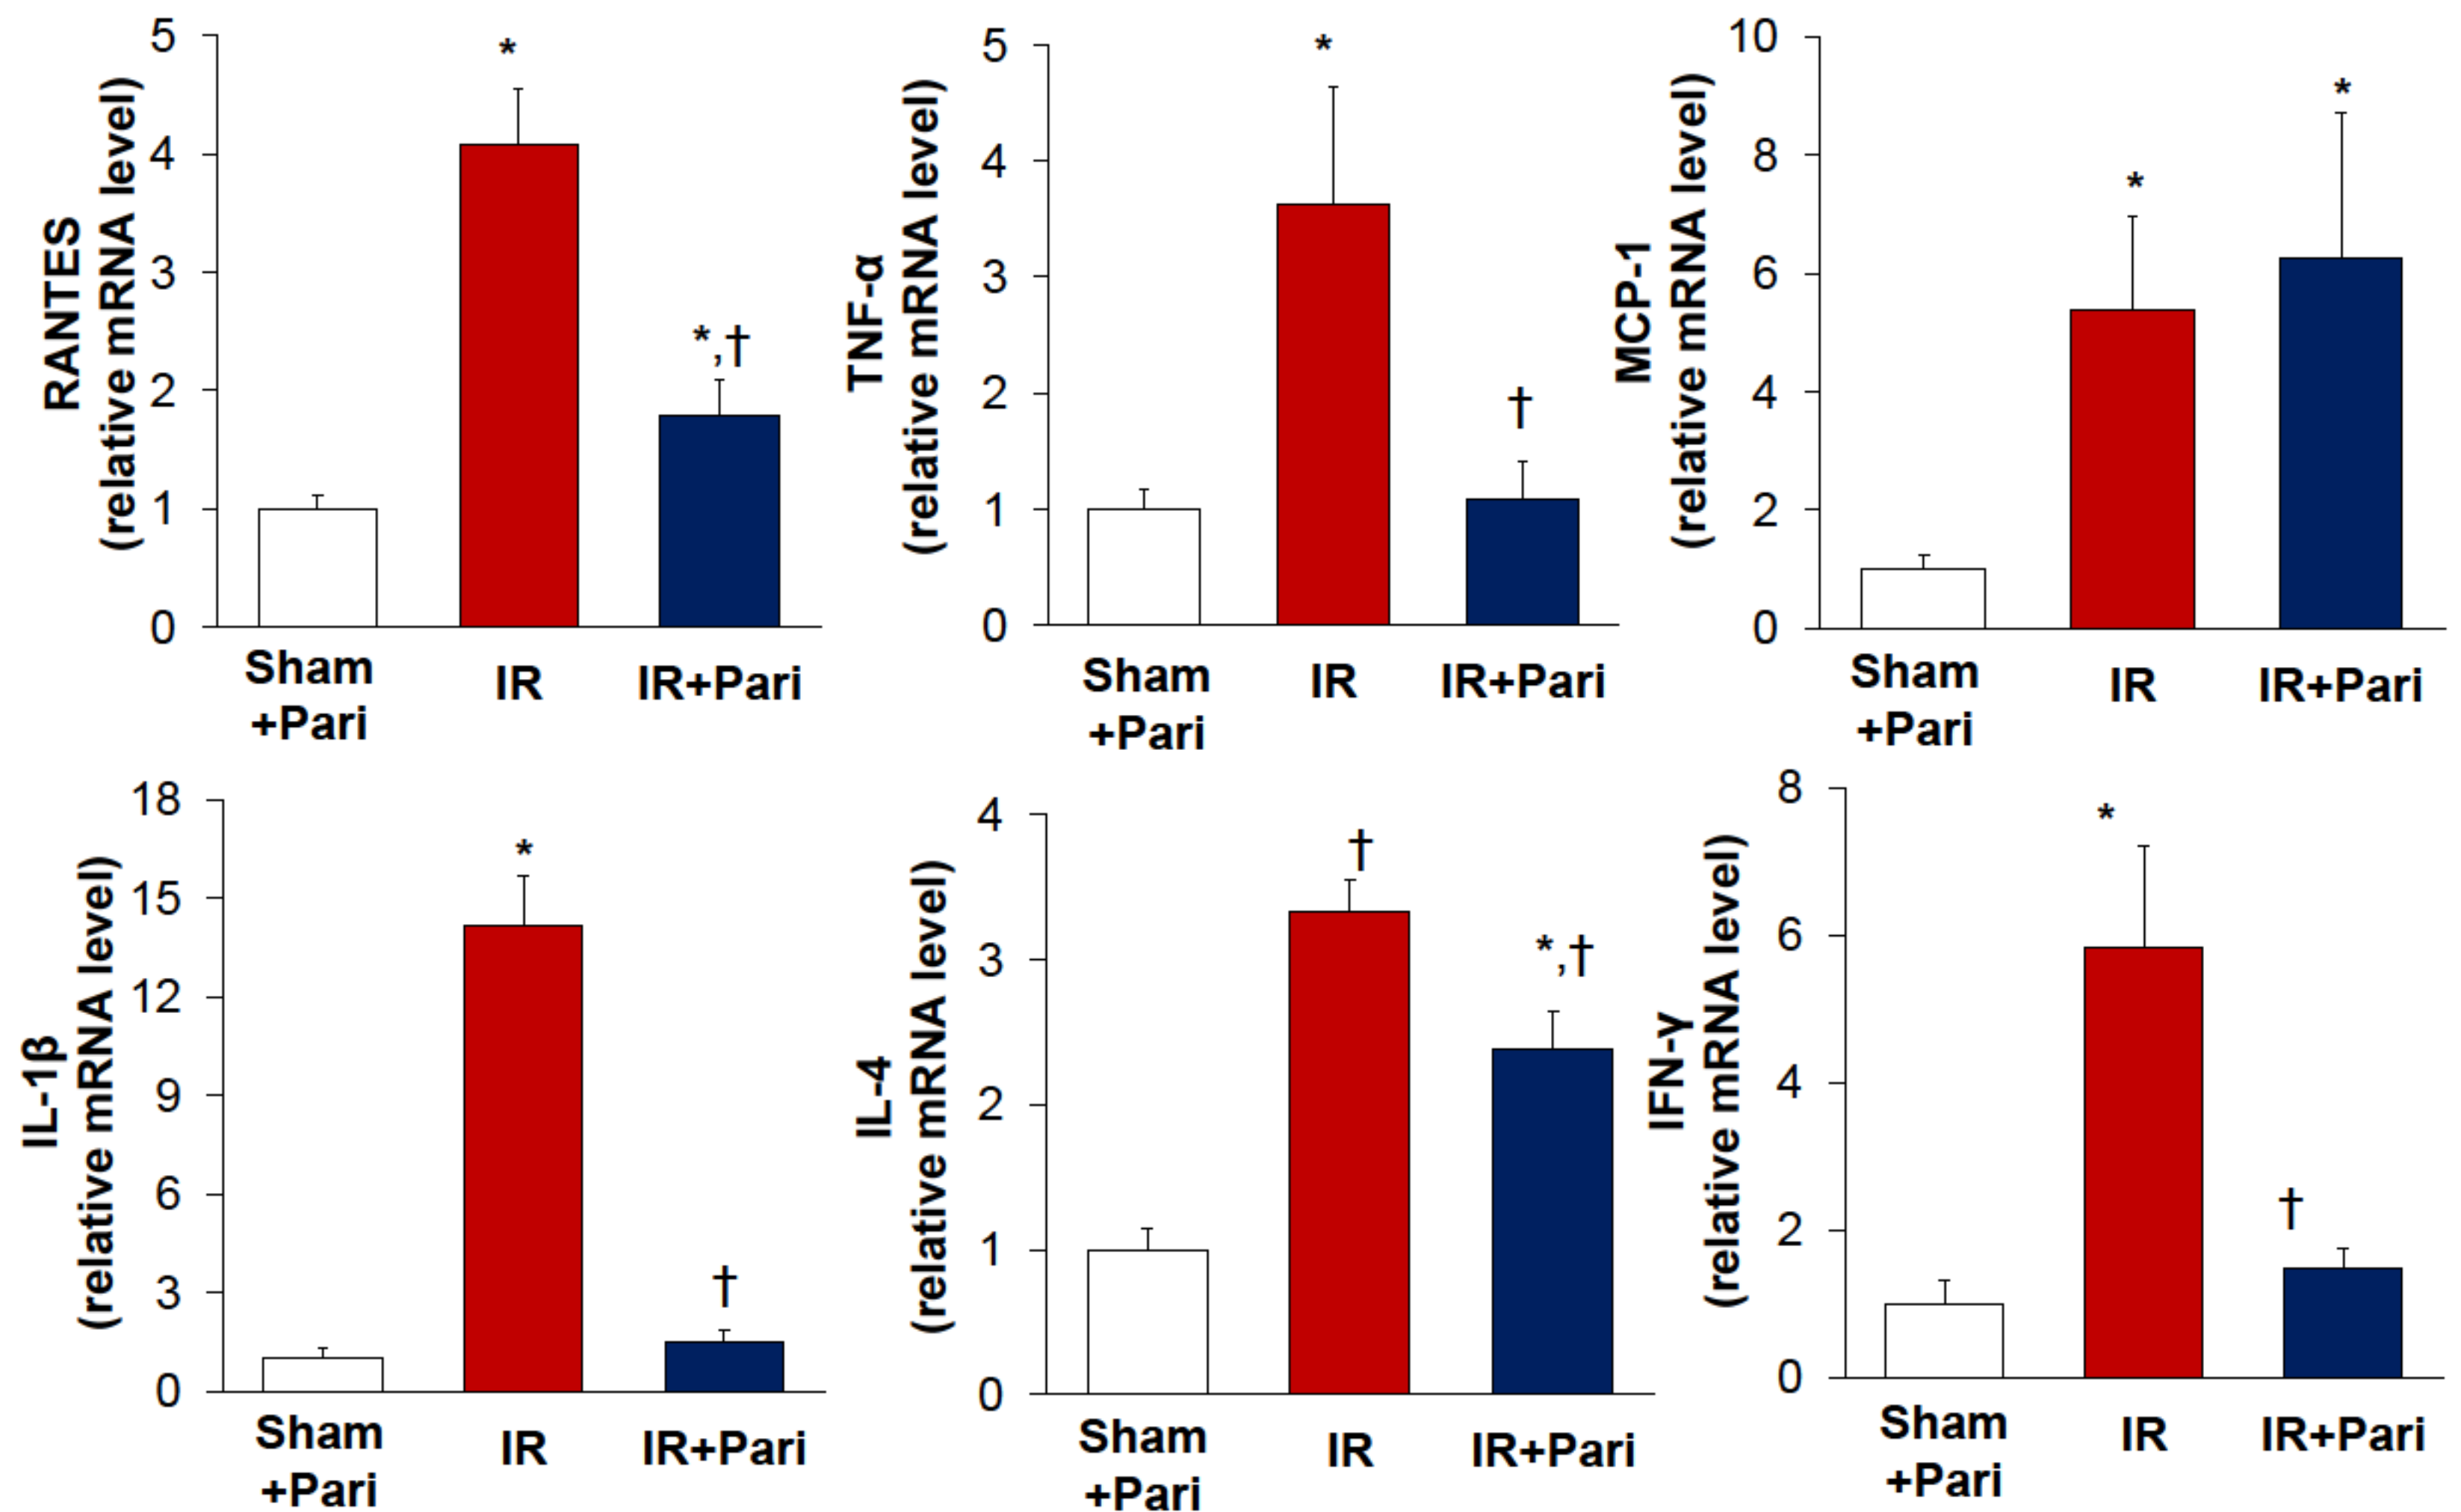 RANTES
(relative mRNA level)
5
4
3
2
1
0
*
*,†
Sham
+Pari
IR
IR+Pari
TNF-α
(relative mRNA level)
5
4
3
2
1
0
*
†
Sham
+Pari
IR
IR+Pari
MCP-1
(relative mRNA level)
10
8
6
4
2
0
*
*
Sham
+Pari
IR
IR+Pari
IL-1β
(relative mRNA level)
18
15
12
9
6
3
0
*
†
Sham
+Pari
IR
IR+Pari
IL-4
(relative mRNA level)
4
3
2
1
0
†
*,†
Sham
+Pari
IR
IR+Pari
IFN-γ
(relative mRNA level)
8
6
4
2
0
*
†
Sham
+Pari
IR
IR+Pari